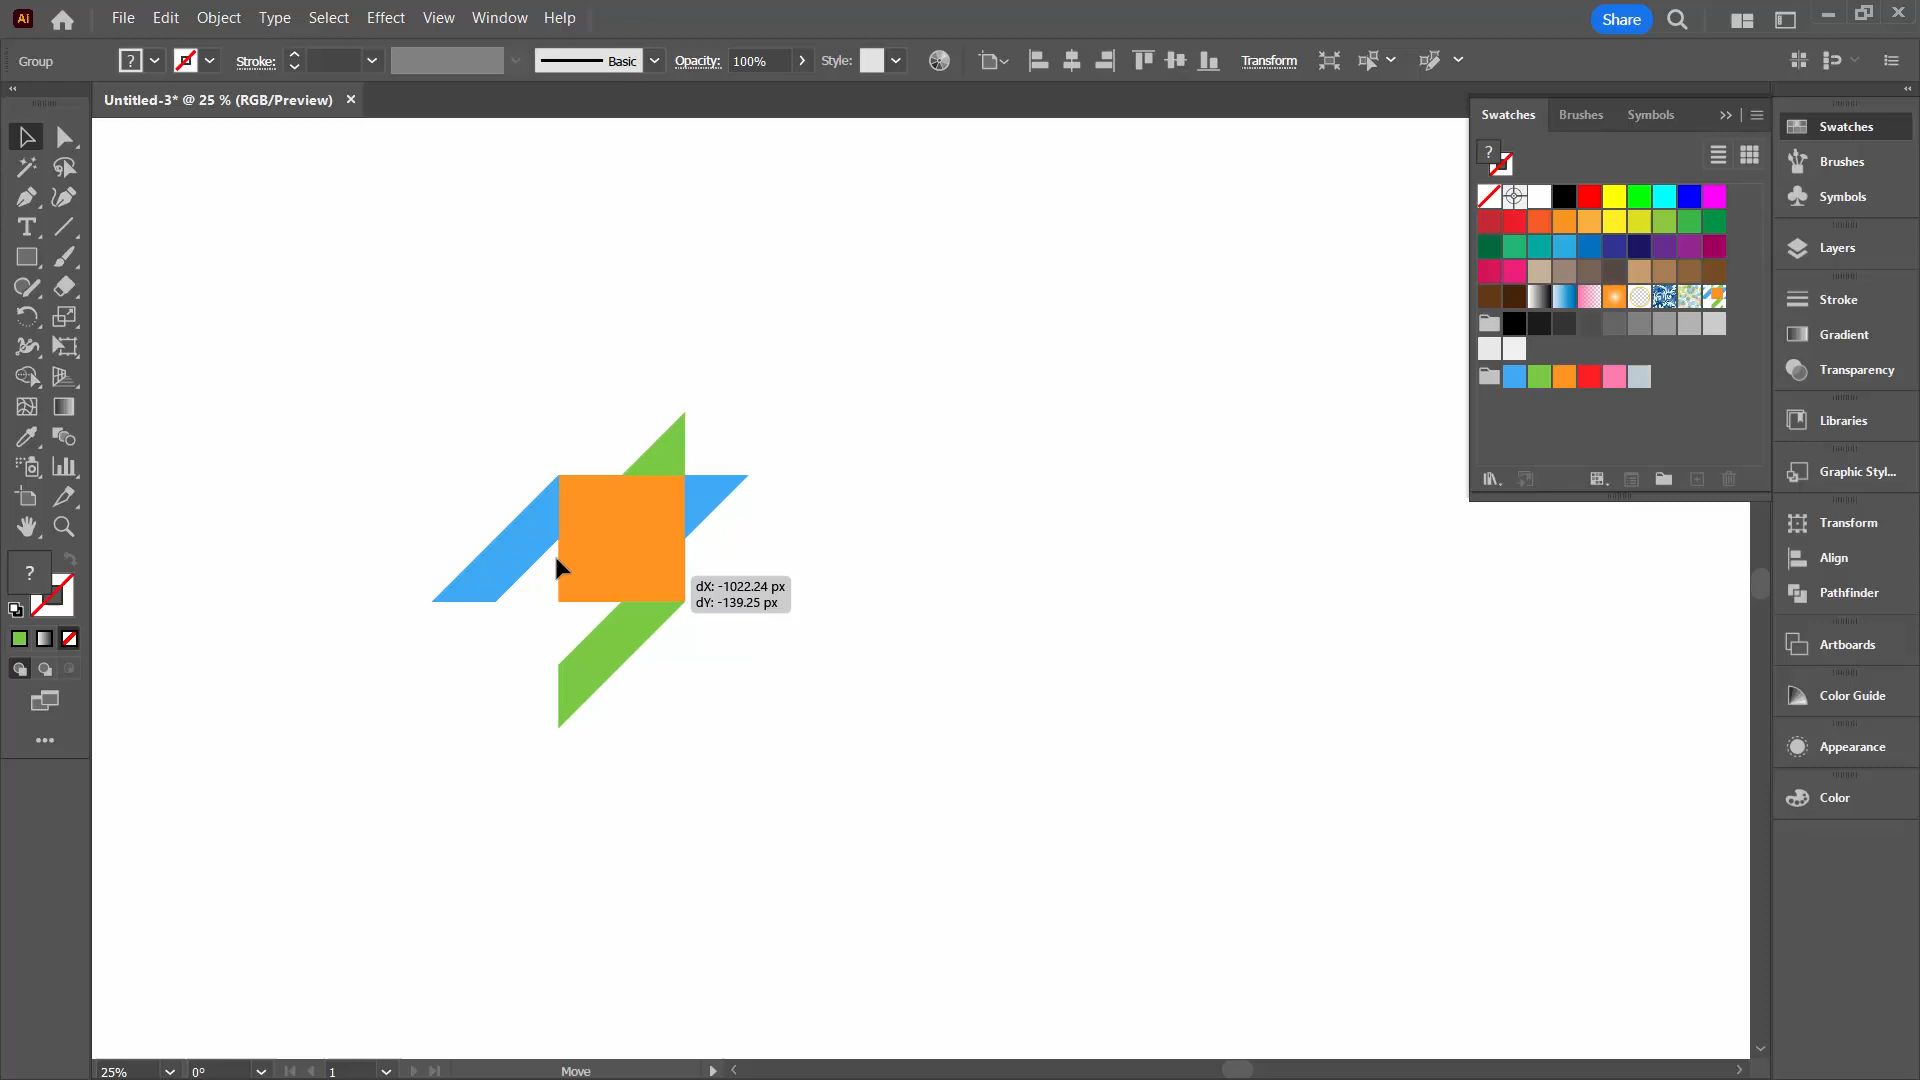 Ai
File Edit Object Type Select Effect View Window Help
Share
Group
?
Stroke:
Basic
Opacity: 100%
Style:
Transform
Untitled-3* @ 25 % (RGB/Preview)
Swatches Brushes Symbols
?
T
?
dX: -1022.24 px
dY: -139.25 px
Swatches
Brushes
Symbols
Layers
Stroke
Gradient
Transparency
Libraries
Graphic Styl...
Transform
Align
Pathfinder
Artboards
Color Guide
Appearance
Color
25% 0° 1 Move